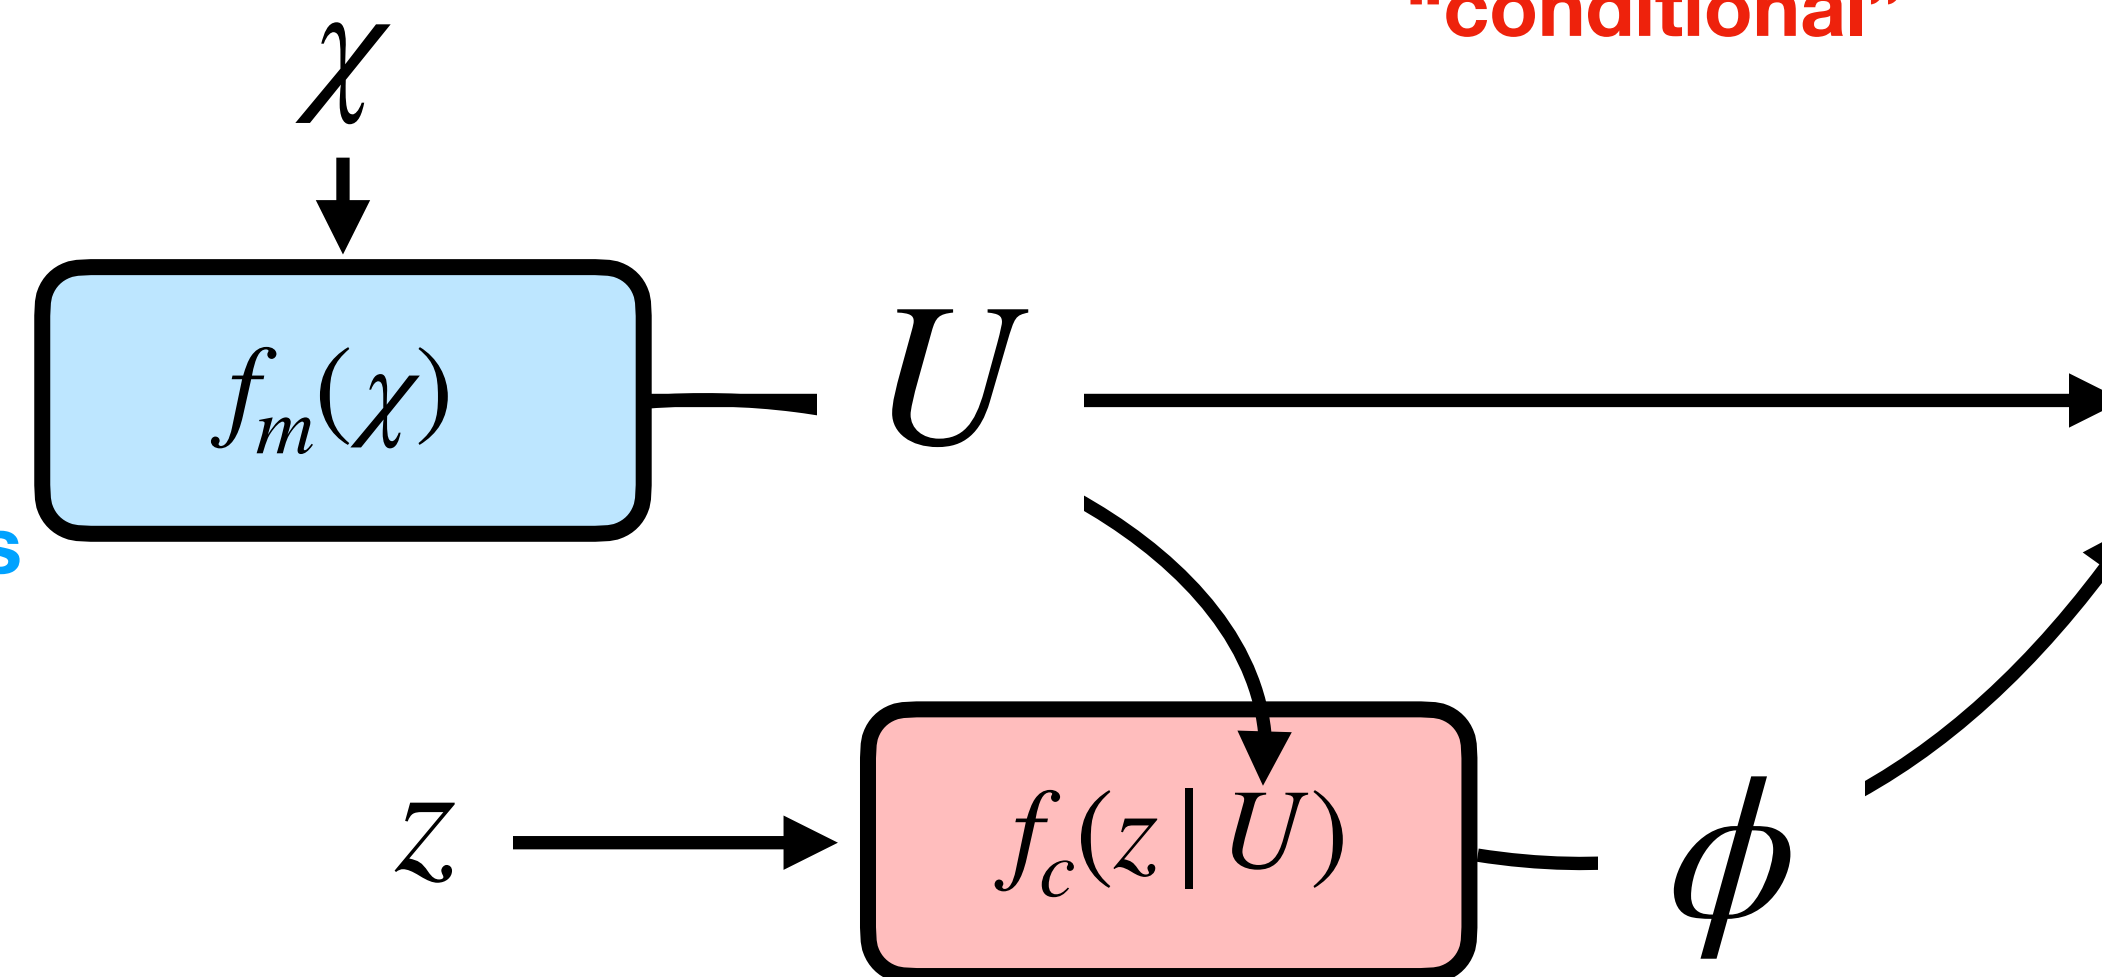 “conditional”
χ
f_m(χ)
U
s
z
f_c(z | U)
ϕ